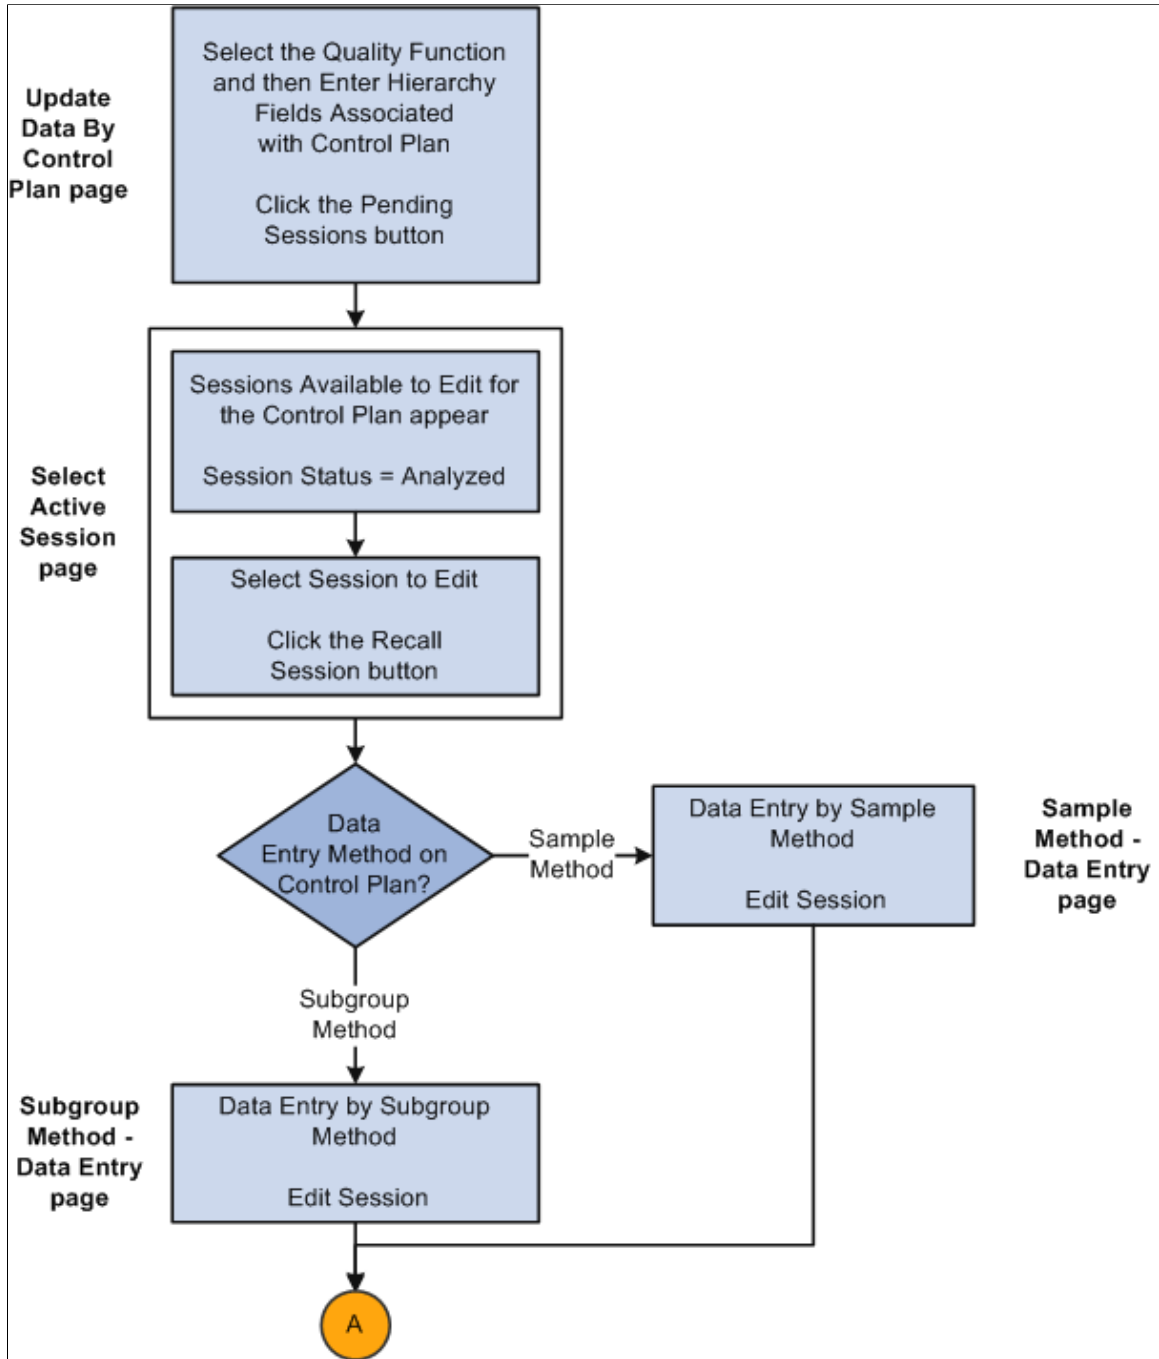 Update
Data By
Control
Plan page
Select the Quality Function
and then Enter Hierarchy
Fields Associated
with Control Plan
Click the Pending
Sessions button
Select
Active
Session
page
Sessions Available to Edit for
the Control Plan appear
Session Status = Analyzed
Select Session to Edit
Click the Recall
Session button
Data
Entry Method on
Control Plan?
Sample
Method
Data Entry by Sample
Method
Edit Session
Sample
Method -
Data Entry
page
Subgroup
Method
Subgroup
Method -
Data Entry
page
Data Entry by Subgroup
Method
Edit Session
A